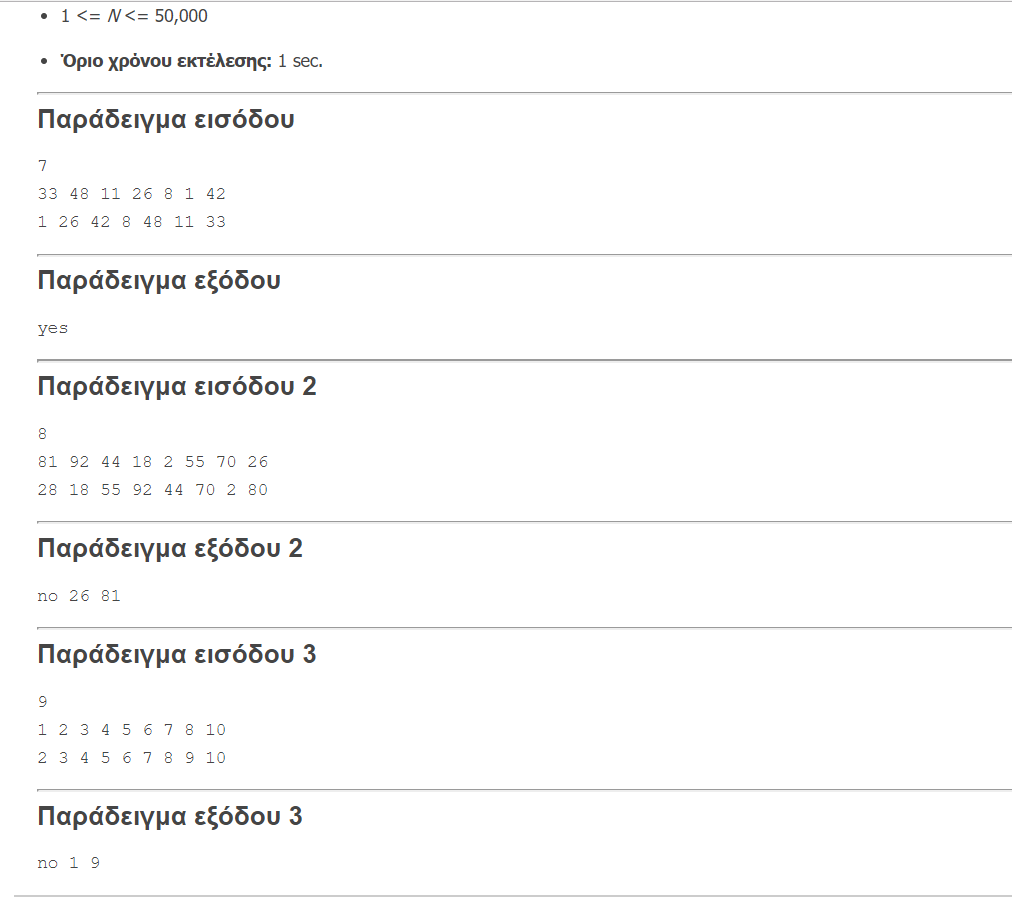 • 1 <= N <= 50,000
• Όριο χρόνου εκτέλεσης: 1 sec.
Παράδειγμα εισόδου
7
33 48 11 26 8 1 42
1 26 42 8 48 11 33
Παράδειγμα εξόδου
yes
Παράδειγμα εισόδου 2
8
81 92 44 18 2 55 70 26
28 18 55 92 44 70 2 80
Παράδειγμα εξόδου 2
no 26 81
Παράδειγμα εισόδου 3
9
1 2 3 4 5 6 7 8 10
2 3 4 5 6 7 8 9 10
Παράδειγμα εξόδου 3
no 1 9